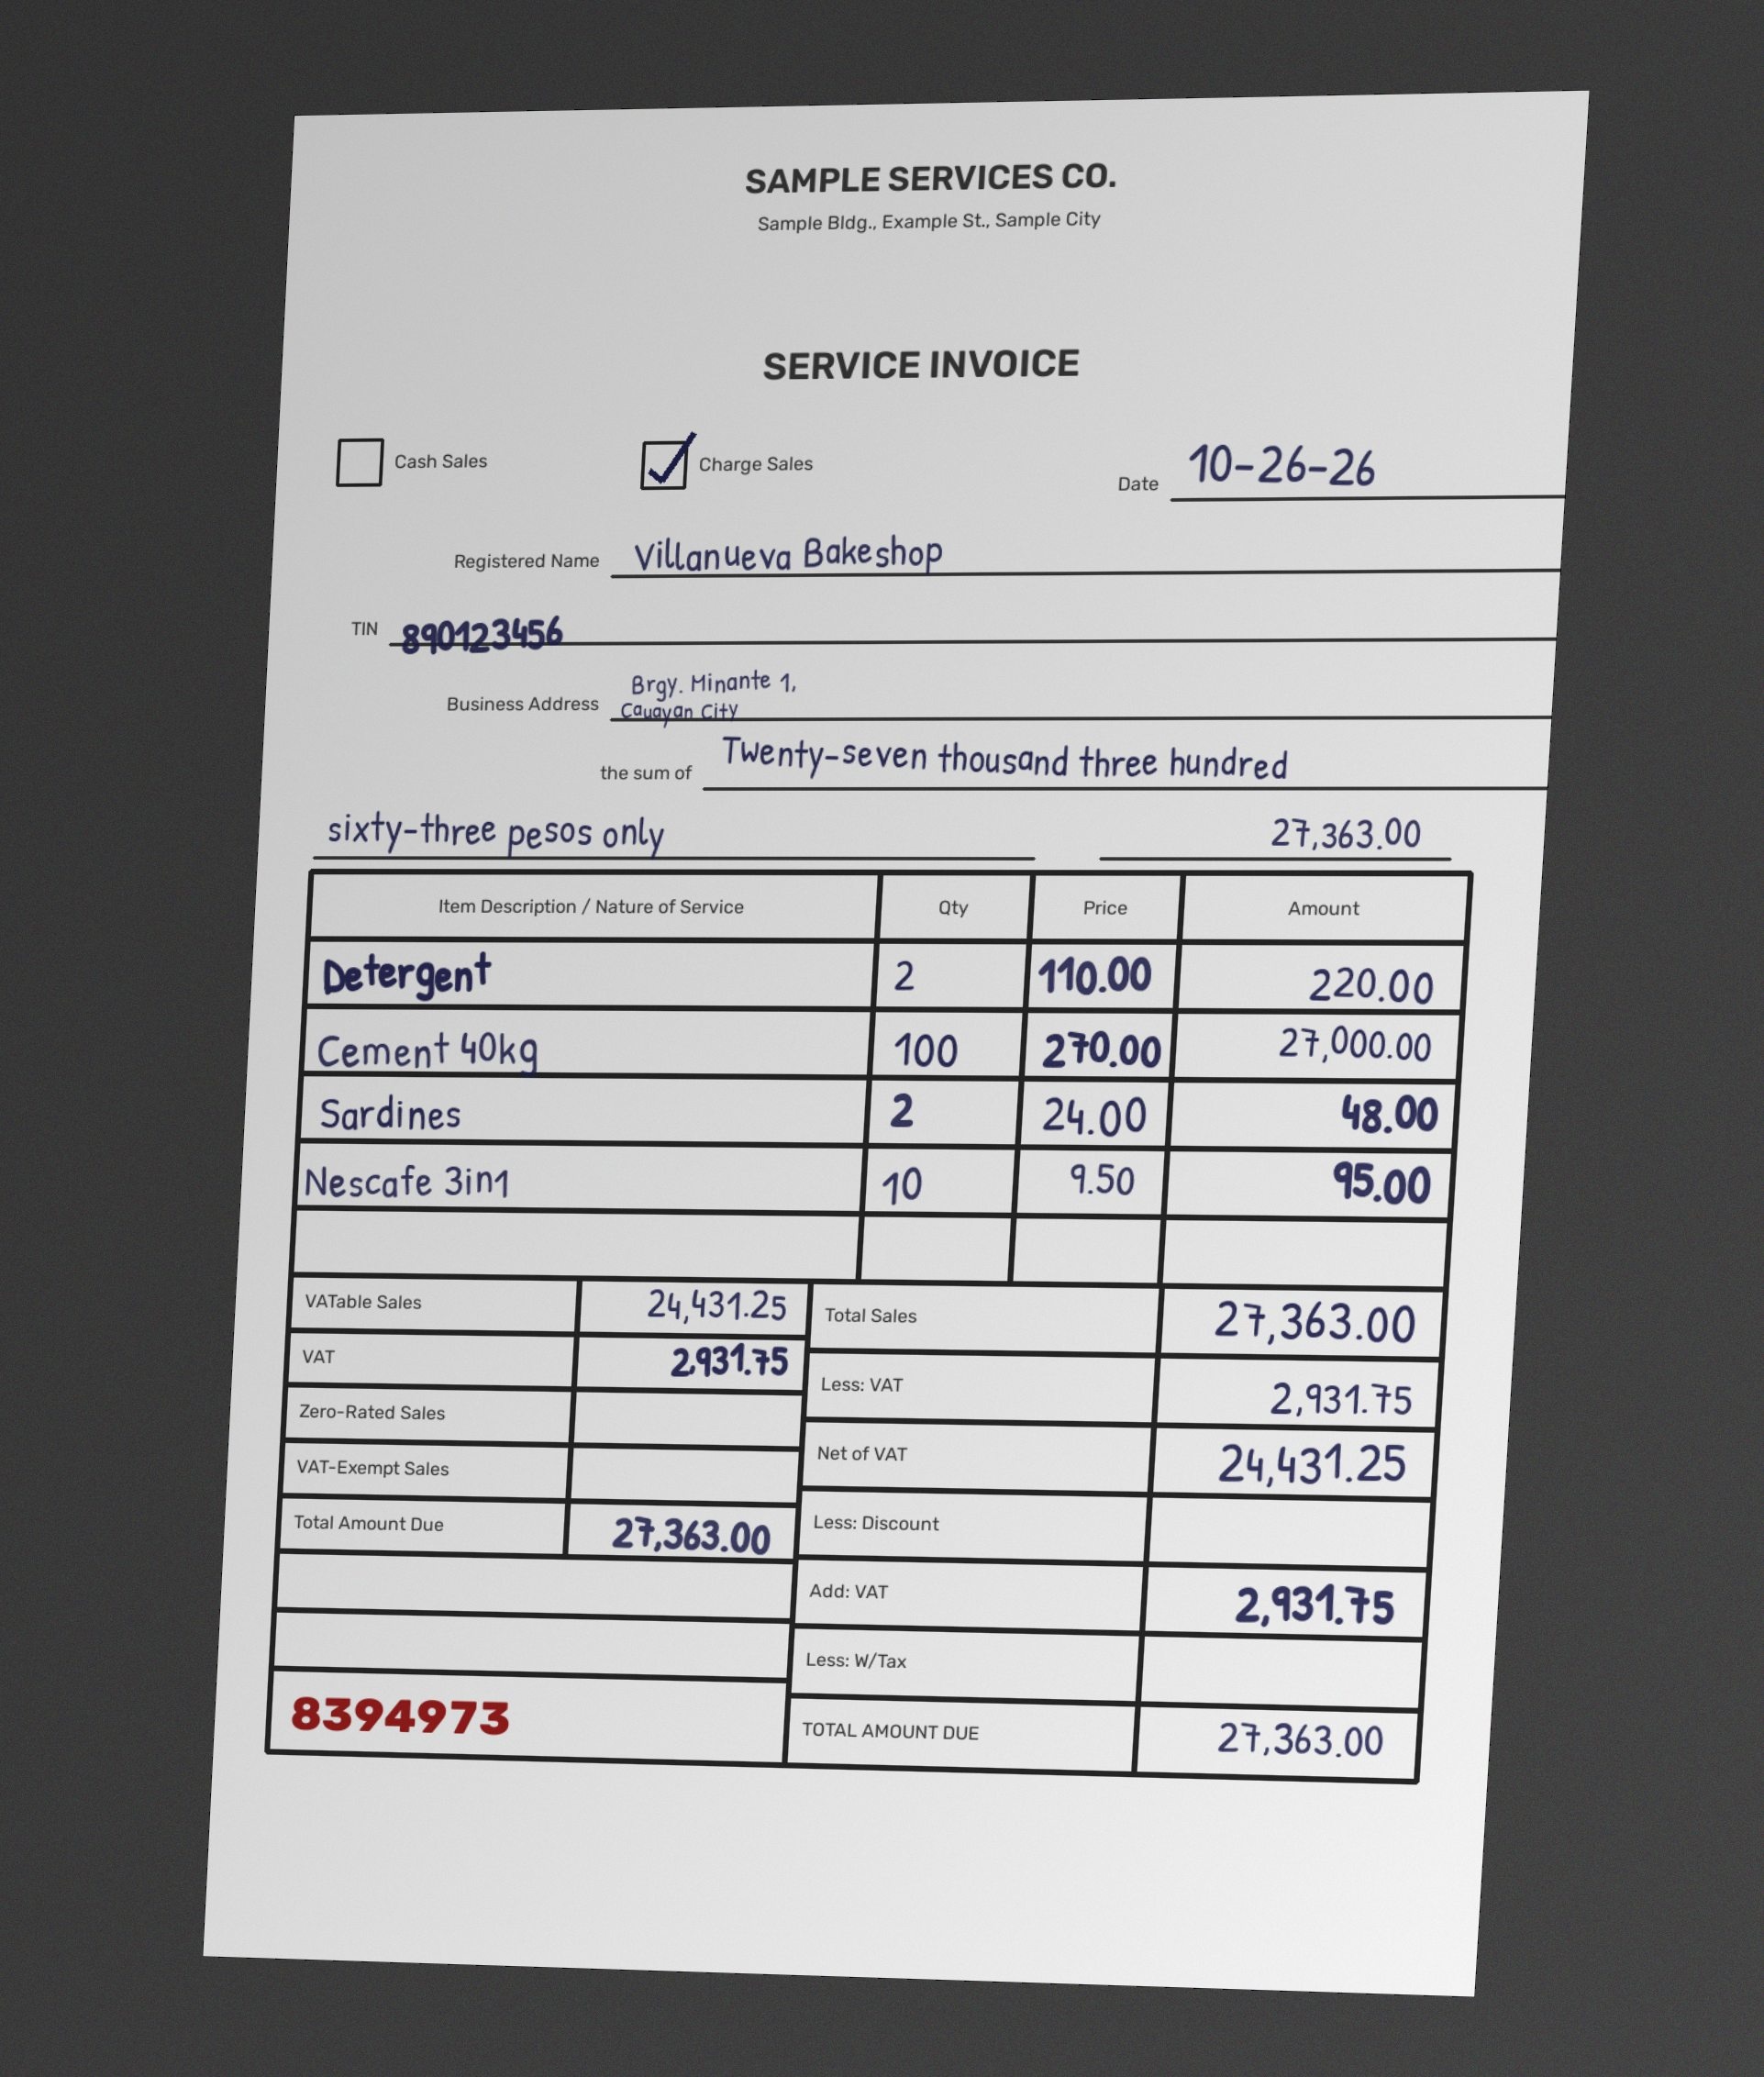 SAMPLE SERVICES CO.
Sample Bldg., Example St., Sample City
SERVICE INVOICE
Cash Sales Charge Sales Date 10-26-26
Registered Name Villanueva Bakeshop
TIN 890123456
Business Address Brgy. Minante 1,
Cauayan City
the sum of Twenty-seven thousand three hundred
sixty-three pesos only 27,363.00
Item Description / Nature of Service Qty Price Amount
Detergent 2 110.00 220.00
Cement 40kg 100 270.00 27,000.00
Sardines 2 24.00 48.00
Nescafe 3in1 10 9.50 95.00
VATable Sales 24,431.25
VAT 2,931.75
Zero-Rated Sales
VAT-Exempt Sales
Total Amount Due 27,363.00
8394973
Total Sales 27,363.00
Less: VAT 2,931.75
Net of VAT 24,431.25
Less: Discount
Add: VAT 2,931.75
Less: W/Tax
TOTAL AMOUNT DUE 27,363.00